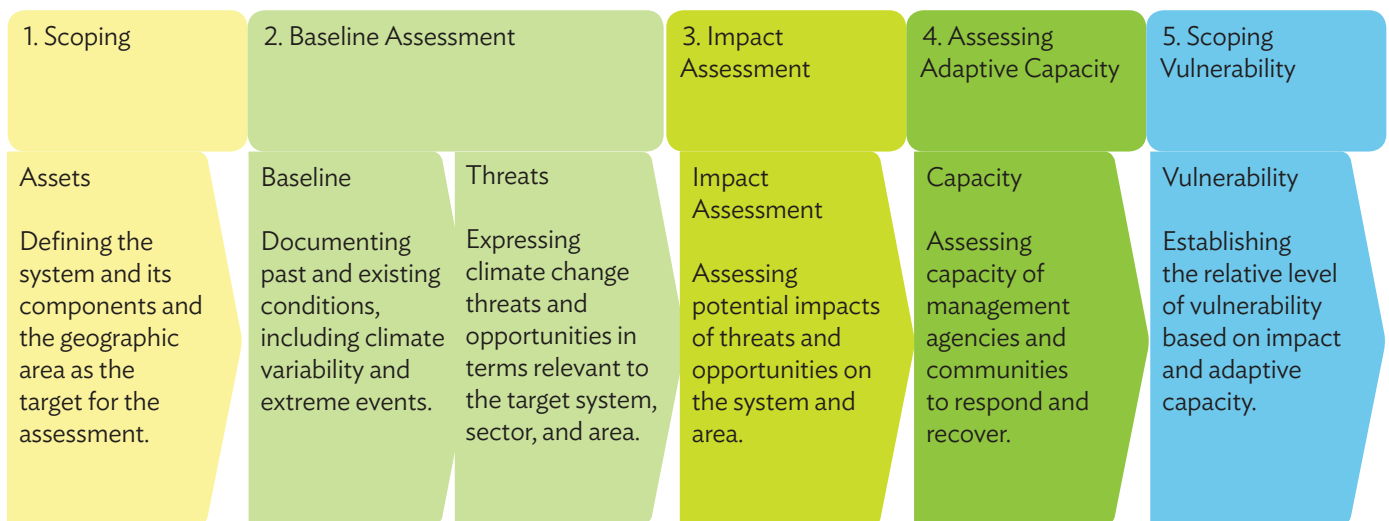 1. Scoping
2. Baseline Assessment
3. Impact
Assessment
4. Assessing
Adaptive Capacity
5. Scoping
Vulnerability
Assets
Defining the
system and its
components and
the geographic
area as the
target for the
assessment.
Baseline
Documenting
past and existing
conditions,
including climate
variability and
extreme events.
Threats
Expressing
climate change
threats and
opportunities in
terms relevant to
the target system,
sector, and area.
Impact
Assessment
Assessing
potential impacts
of threats and
opportunities on
the system and
area.
Capacity
Assessing
capacity of
management
agencies and
communities
to respond and
recover.
Vulnerability
Establishing
the relative level
of vulnerability
based on impact
and adaptive
capacity.